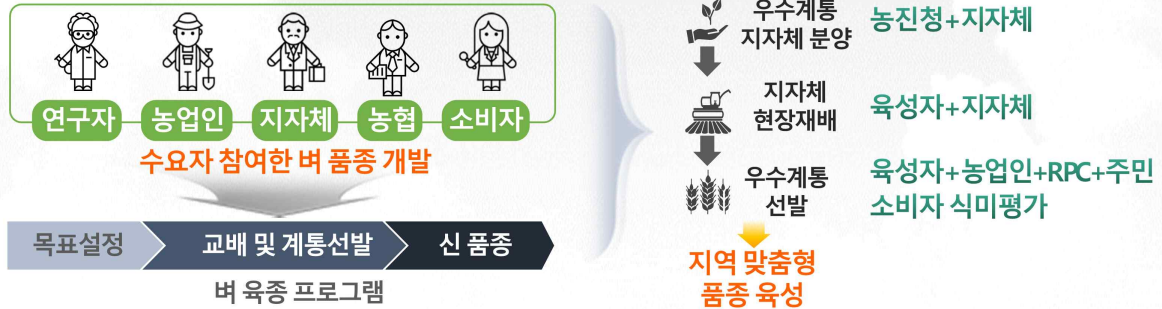 연구자 농업인 지자체 농협 소비자
수요자 참여한 벼 품종 개발
목표설정 교배 및 계통선발 신 품종
벼 육종 프로그램
우수계통
지자체 분양
농진청+지자체
지자체
현장재배
육성자+지자체
우수계통
선발
육성자+농업인+RPC+주민
소비자 식미평가
지역 맞춤형
품종 육성